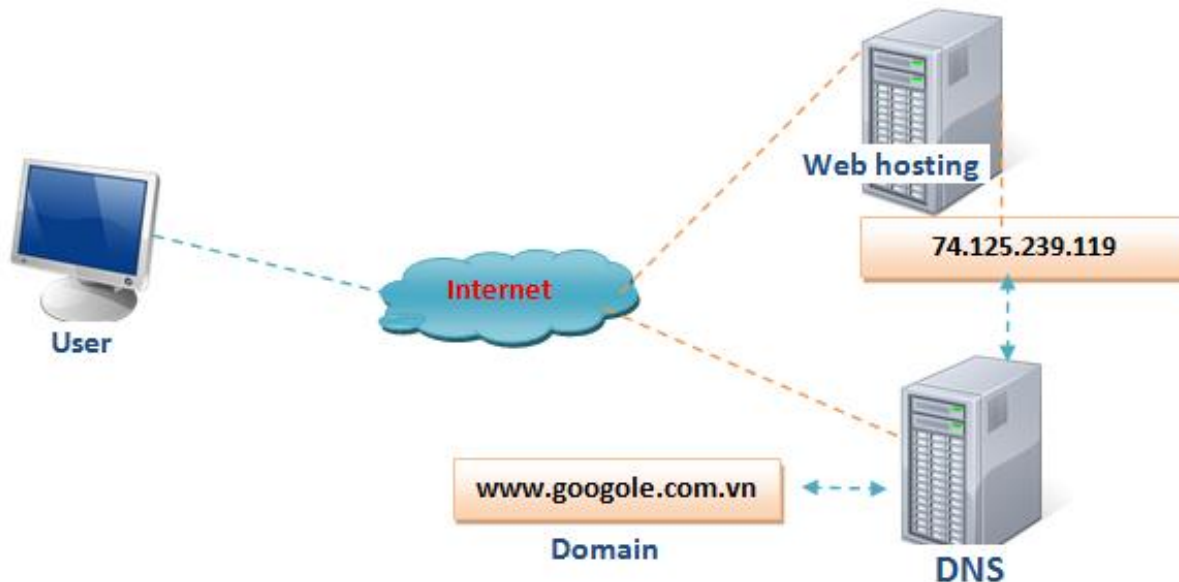 Web hosting
74.125.239.119
Internet
User
www.googole.com.vn
Domain
DNS